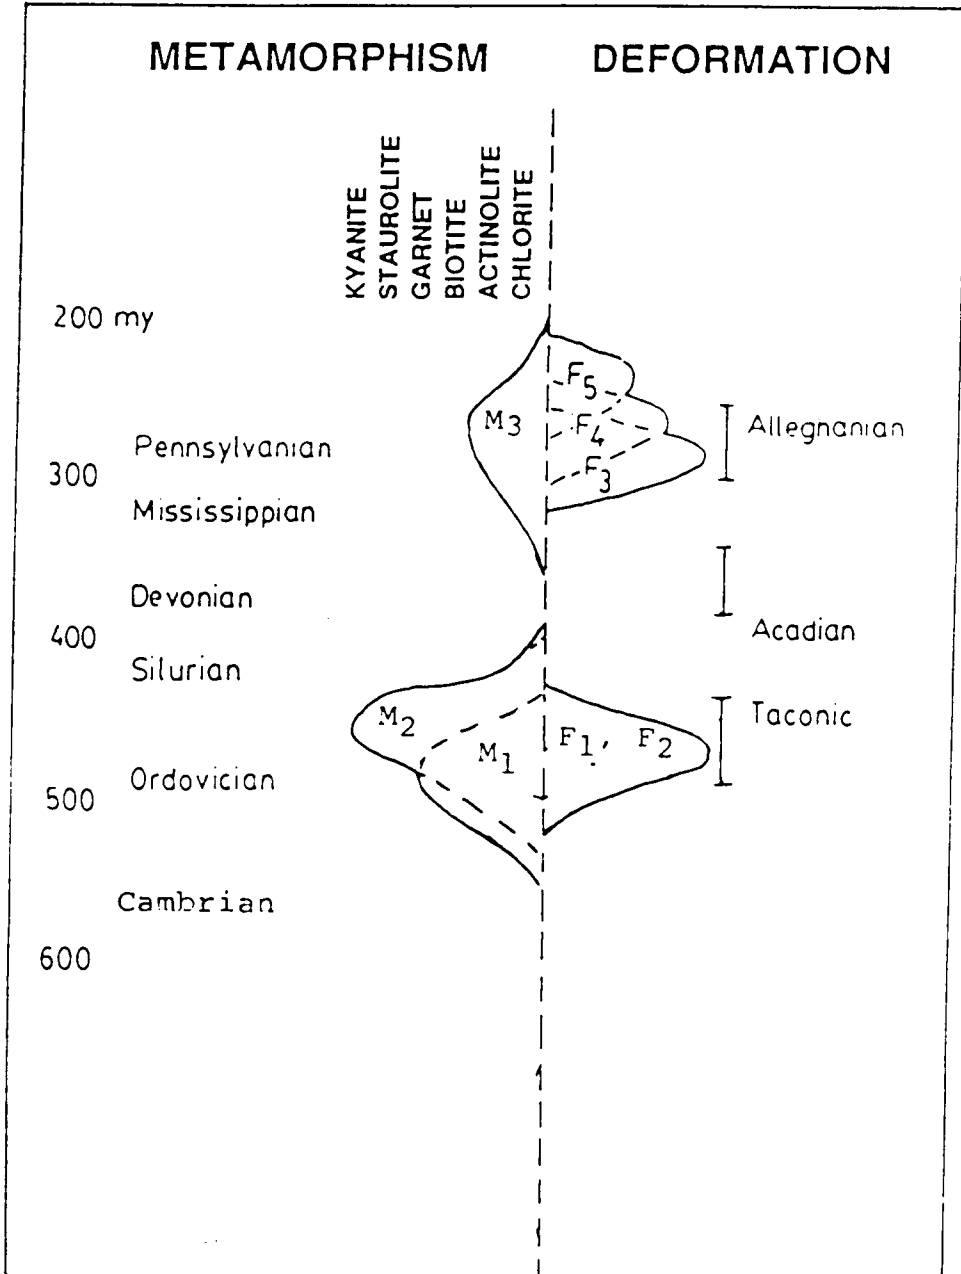 METAMORPHISM DEFORMATION
KYANITE
STAUROLITE
GARNET
BIOTITE
ACTINOLITE
CHLORITE
200 my
F5
M3
F4
Allegnanian
Pennsylvanian
F3
300
Mississippian
Devonian
400
Acadian
Silurian
M2
Taconic
M1
F1, F2
Ordovician
500
Cambrian
600